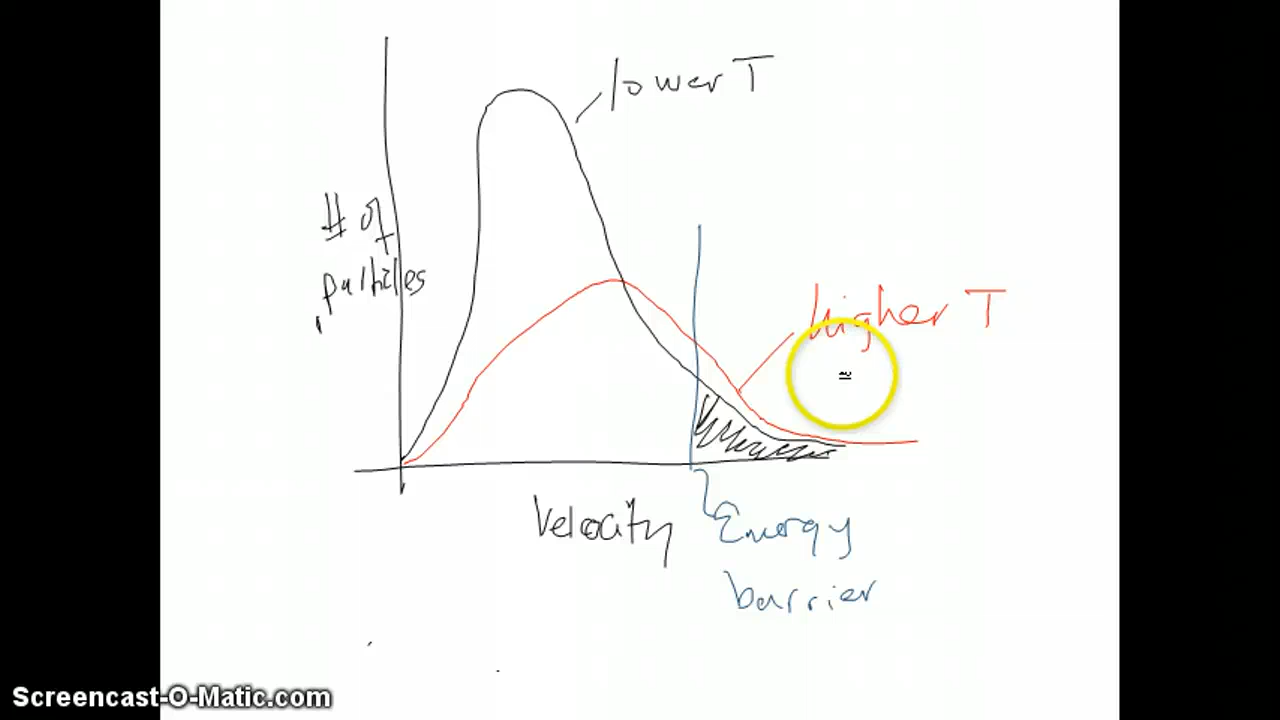 lower T
# of
particles
higher T
Velocity
Energy
barrier
Screencast-O-Matic.com